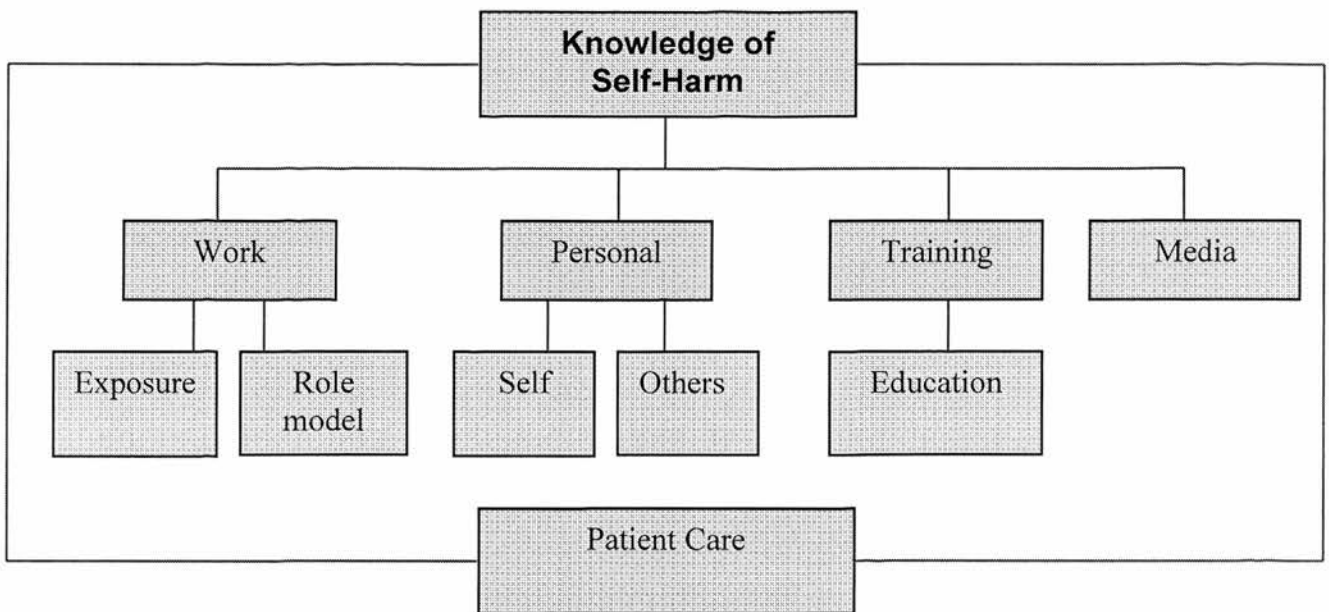 Knowledge of
Self-Harm
Work
Personal
Training
Media
Exposure
Role
model
Self
Others
Education
Patient Care